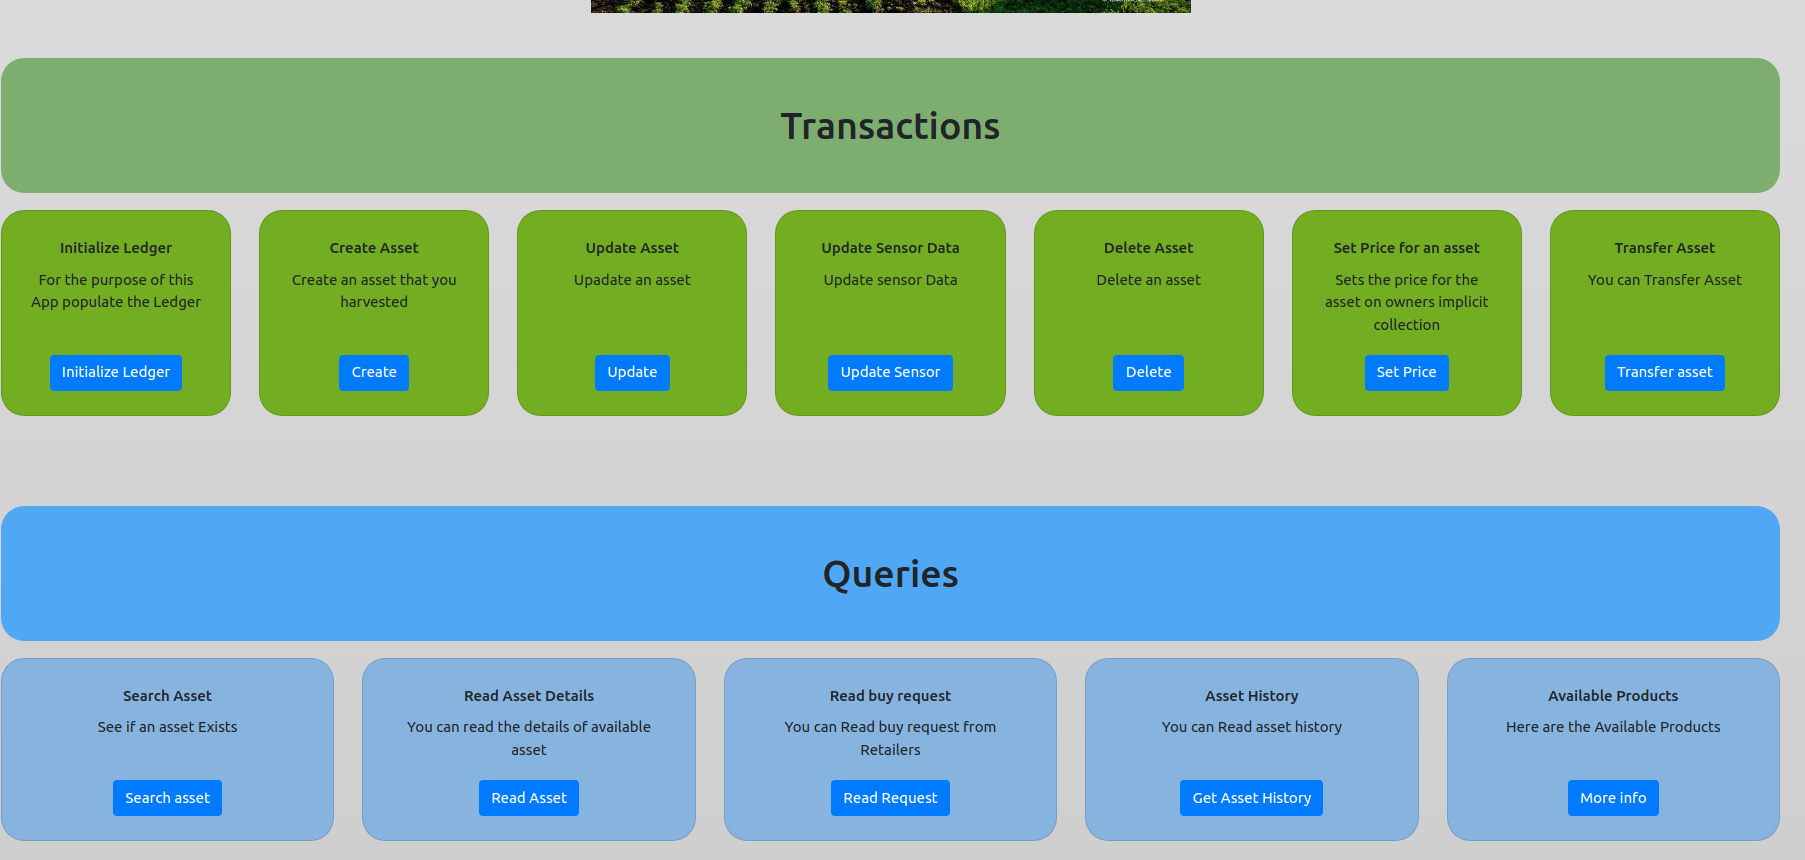 Transactions
Initialize Ledger
For the purpose of this
App populate the Ledger
Initialize Ledger
Create Asset
Create an asset that you
harvested
Create
Update Asset
Upadate an asset
Update
Update Sensor Data
Update sensor Data
Update Sensor
Delete Asset
Delete an asset
Delete
Set Price for an asset
Sets the price for the
asset on owners implicit
collection
Set Price
Transfer Asset
You can Transfer Asset
Transfer asset
Queries
Search Asset
See if an asset Exists
Search asset
Read Asset Details
You can read the details of available
asset
Read Asset
Read buy request
You can Read buy request from
Retailers
Read Request
Asset History
You can Read asset history
Get Asset History
Available Products
Here are the Available Products
More info